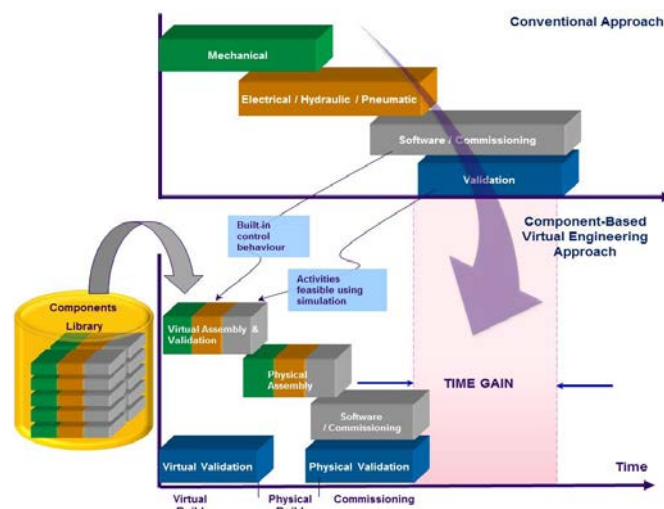 Conventional Approach
Mechanical
Electrical / Hydraulic / Pneumatic
Software / Commissioning
Validation
Component-Based
Virtual Engineering
Approach
Built-in
control
behaviour
Activities
feasible using
simulation
Components
Library
Virtual Assembly &
Validation
Physical
Assembly
TIME GAIN
Software
/ Commissioning
Virtual Validation
Physical Validation
Time
Virtual
Physical
Commissioning